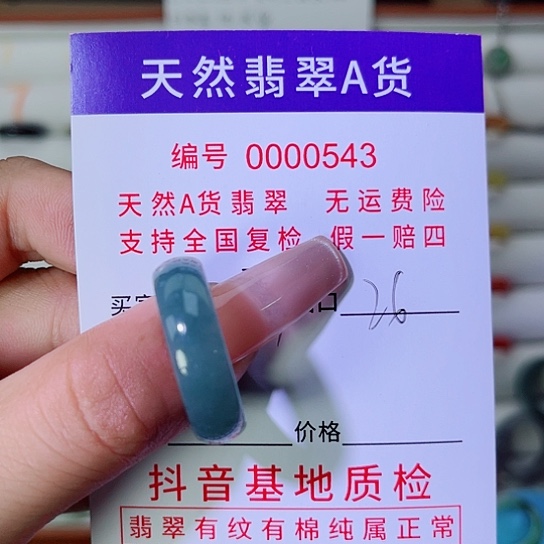 天然翡翠A货
编号 0000543
天然A货翡翠 无运费险
支持全国复检 假一赔四
买 口 26
价格
抖音基地质检
翡翠有纹有棉纯属正常